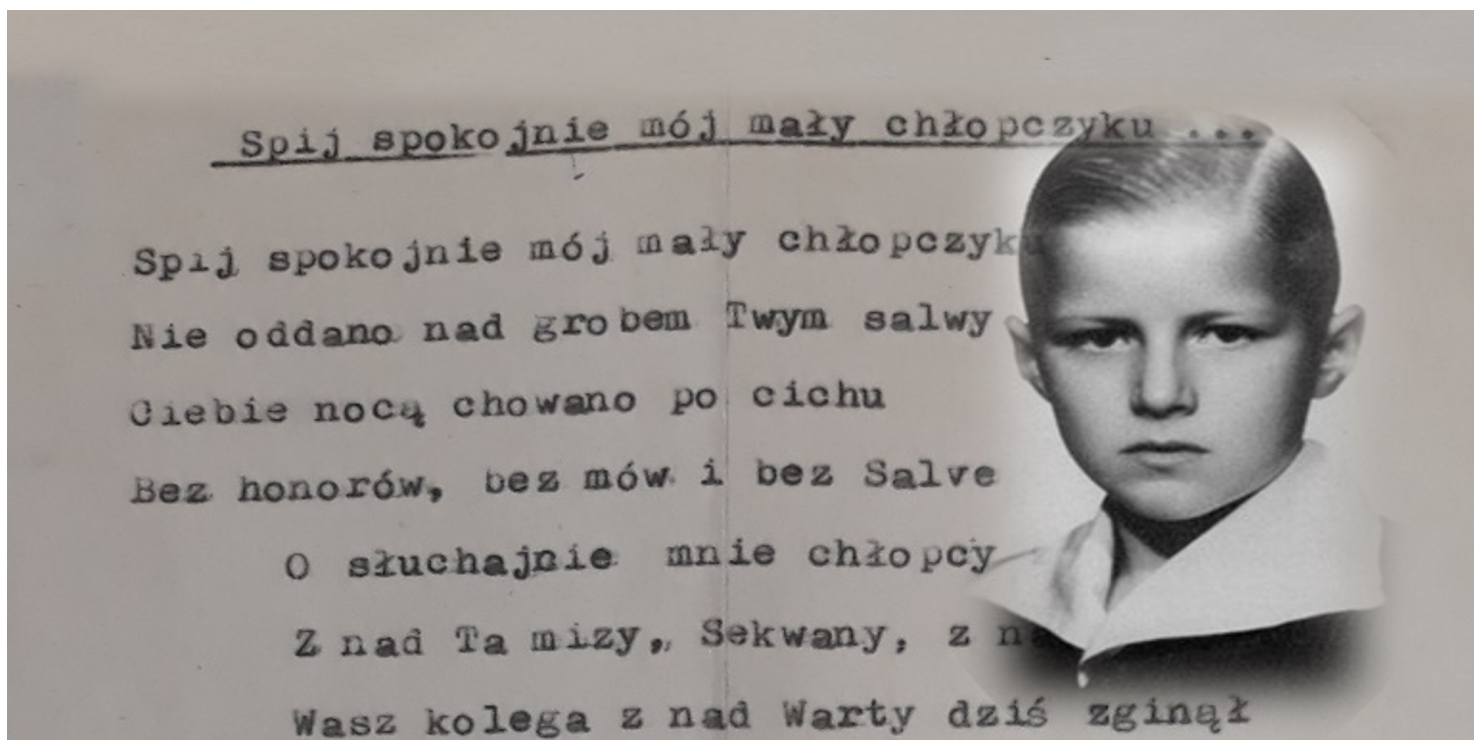 Spij spokojnie mój mały chłopczyku ...
Spij spokojnie mój mały chłopczyku
Nie oddano nad grobem Twym salwy
Ciebie nocą chowano po cichu
Bez honorów, bez mów i bez Salve
O słuchajnie mnie chłopcy
Z nad Ta mizy, Sekwany, z
Wasz kolega z nad Warty dziś zginął